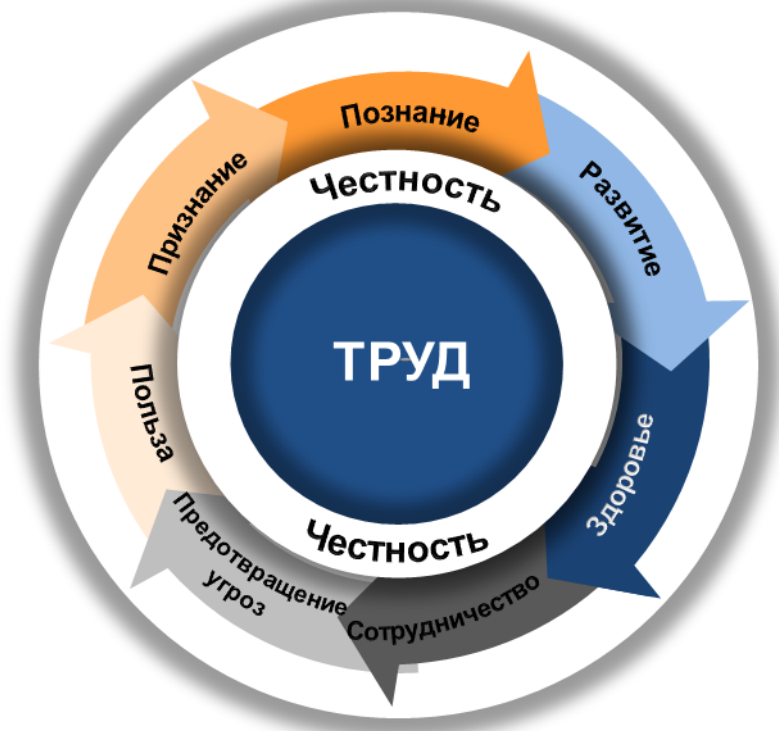 Познание
Развитие
Здоровье
Сотрудничество
Предотвращение
угроз
Польза
Признание
Честность
ТРУД
Честность